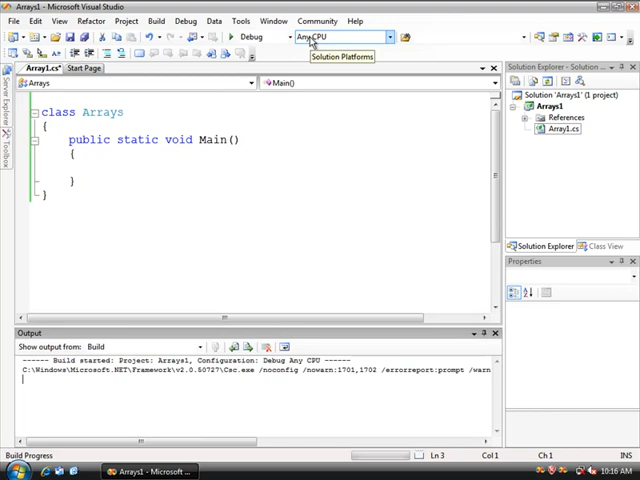 Arrays1 - Microsoft Visual Studio
File Edit View Refactor Project Build Debug Data Tools Window Community Help
Debug Any CPU
Solution Platforms
Array1.cs* Start Page
Arrays Main()
class Arrays
{
public static void Main()
{
}
}
Server Explorer
Toolbox
Solution Explorer - Solution '...
Solution 'Arrays1' (1 project)
Arrays1
References
Array1.cs
Solution Explorer Class View
Properties
Output
Show output from: Build
------ Build started: Project: Arrays1, Configuration: Debug Any CPU ------
C:\Windows\Microsoft.NET\Framework\v2.0.50727\Csc.exe /noconfig /nowarn:1701,1702 /errorreport:prompt /warn
Build Progress Ln 3 Col 1 Ch 1 INS
Arrays1 - Microsoft Vi... 10:16 AM